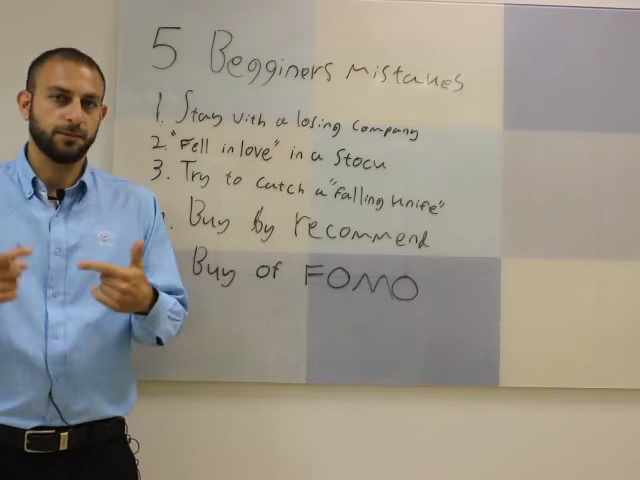 5 Begginers mistakes
1. Stay with a losing company
2. "Fell in love" in a Stock
3. Try to catch a "falling knife"
. Buy by recommend
Buy of FOMO